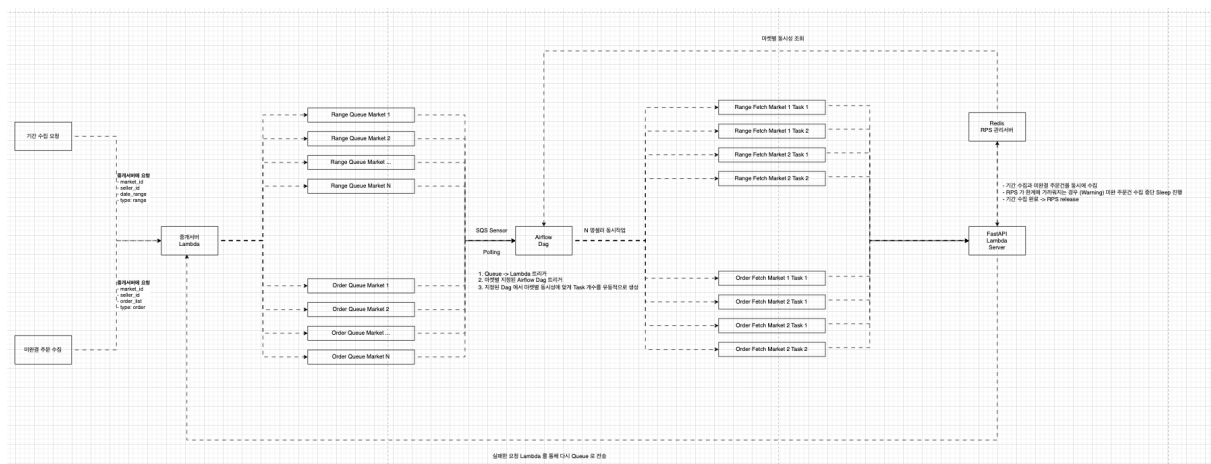 마켓별 동시성 조회
기간 수집 요청
중개서버에 요청
- market_id
- seller_id
- date_range
- type: range
중개서버
Lambda
중개서버에 요청
- market_id
- seller_id
- order_list
- type: order
미완결 주문 수집
Range Queue Market 1
Range Queue Market 2
Range Queue Market ...
Range Queue Market N
Order Queue Market 1
Order Queue Market 2
Order Queue Market ...
Order Queue Market N
SQS Sensor
Polling
Airflow
Dag
N 명령러 동시작업
1. Queue -> Lambda 트리거
2. 마켓별 지정된 Airflow Dag 트리거
3. 지정된 Dag 에서 마켓별 동시성에 맞게 Task 개수를 유동적으로 생성
Range Fetch Market 1 Task 1
Range Fetch Market 1 Task 2
Range Fetch Market 2 Task 1
Range Fetch Market 2 Task 2
Order Fetch Market 1 Task 1
Order Fetch Market 2 Task 1
Order Fetch Market 2 Task 1
Order Fetch Market 2 Task 2
Redis
RPS 관리서버
- 기간 수집과 미완결 주문건을 동시에 수집
- RPS 가 한계에 가까워지는 경우 (Warning) 미완 주문건 수집 중단 Sleep 진행
- 기간 수집 완료 -> RPS release
FastAPI
Lambda
Server
실패한 요청 Lambda 를 통해 다시 Queue 로 전송